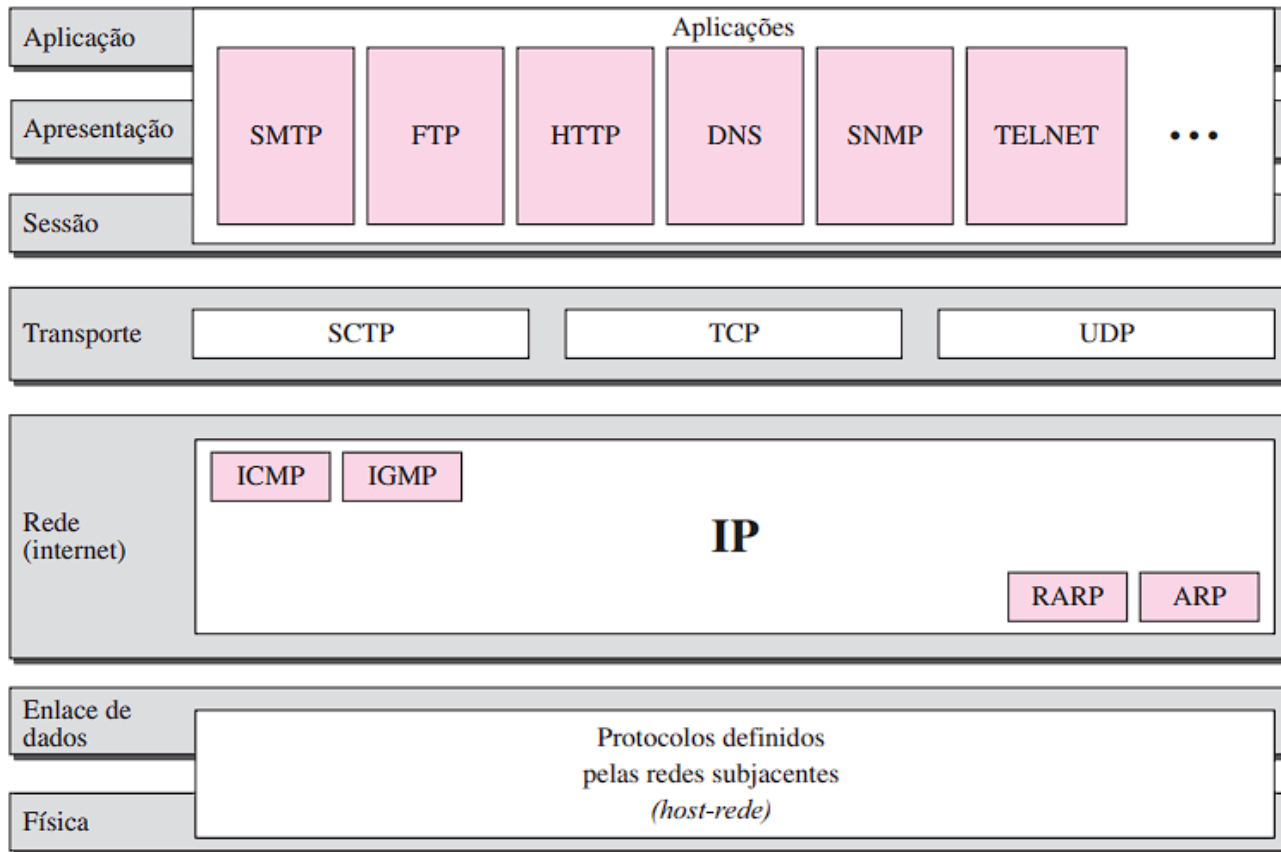 Aplicação
Aplicações
Apresentação
SMTP
FTP
HTTP
DNS
SNMP
TELNET
• • •
Sessão
Transporte
SCTP
TCP
UDP
ICMP
IGMP
Rede
(internet)
IP
RARP
ARP
Enlace de
dados
Protocolos definidos
pelas redes subjacentes
(host-rede)
Física